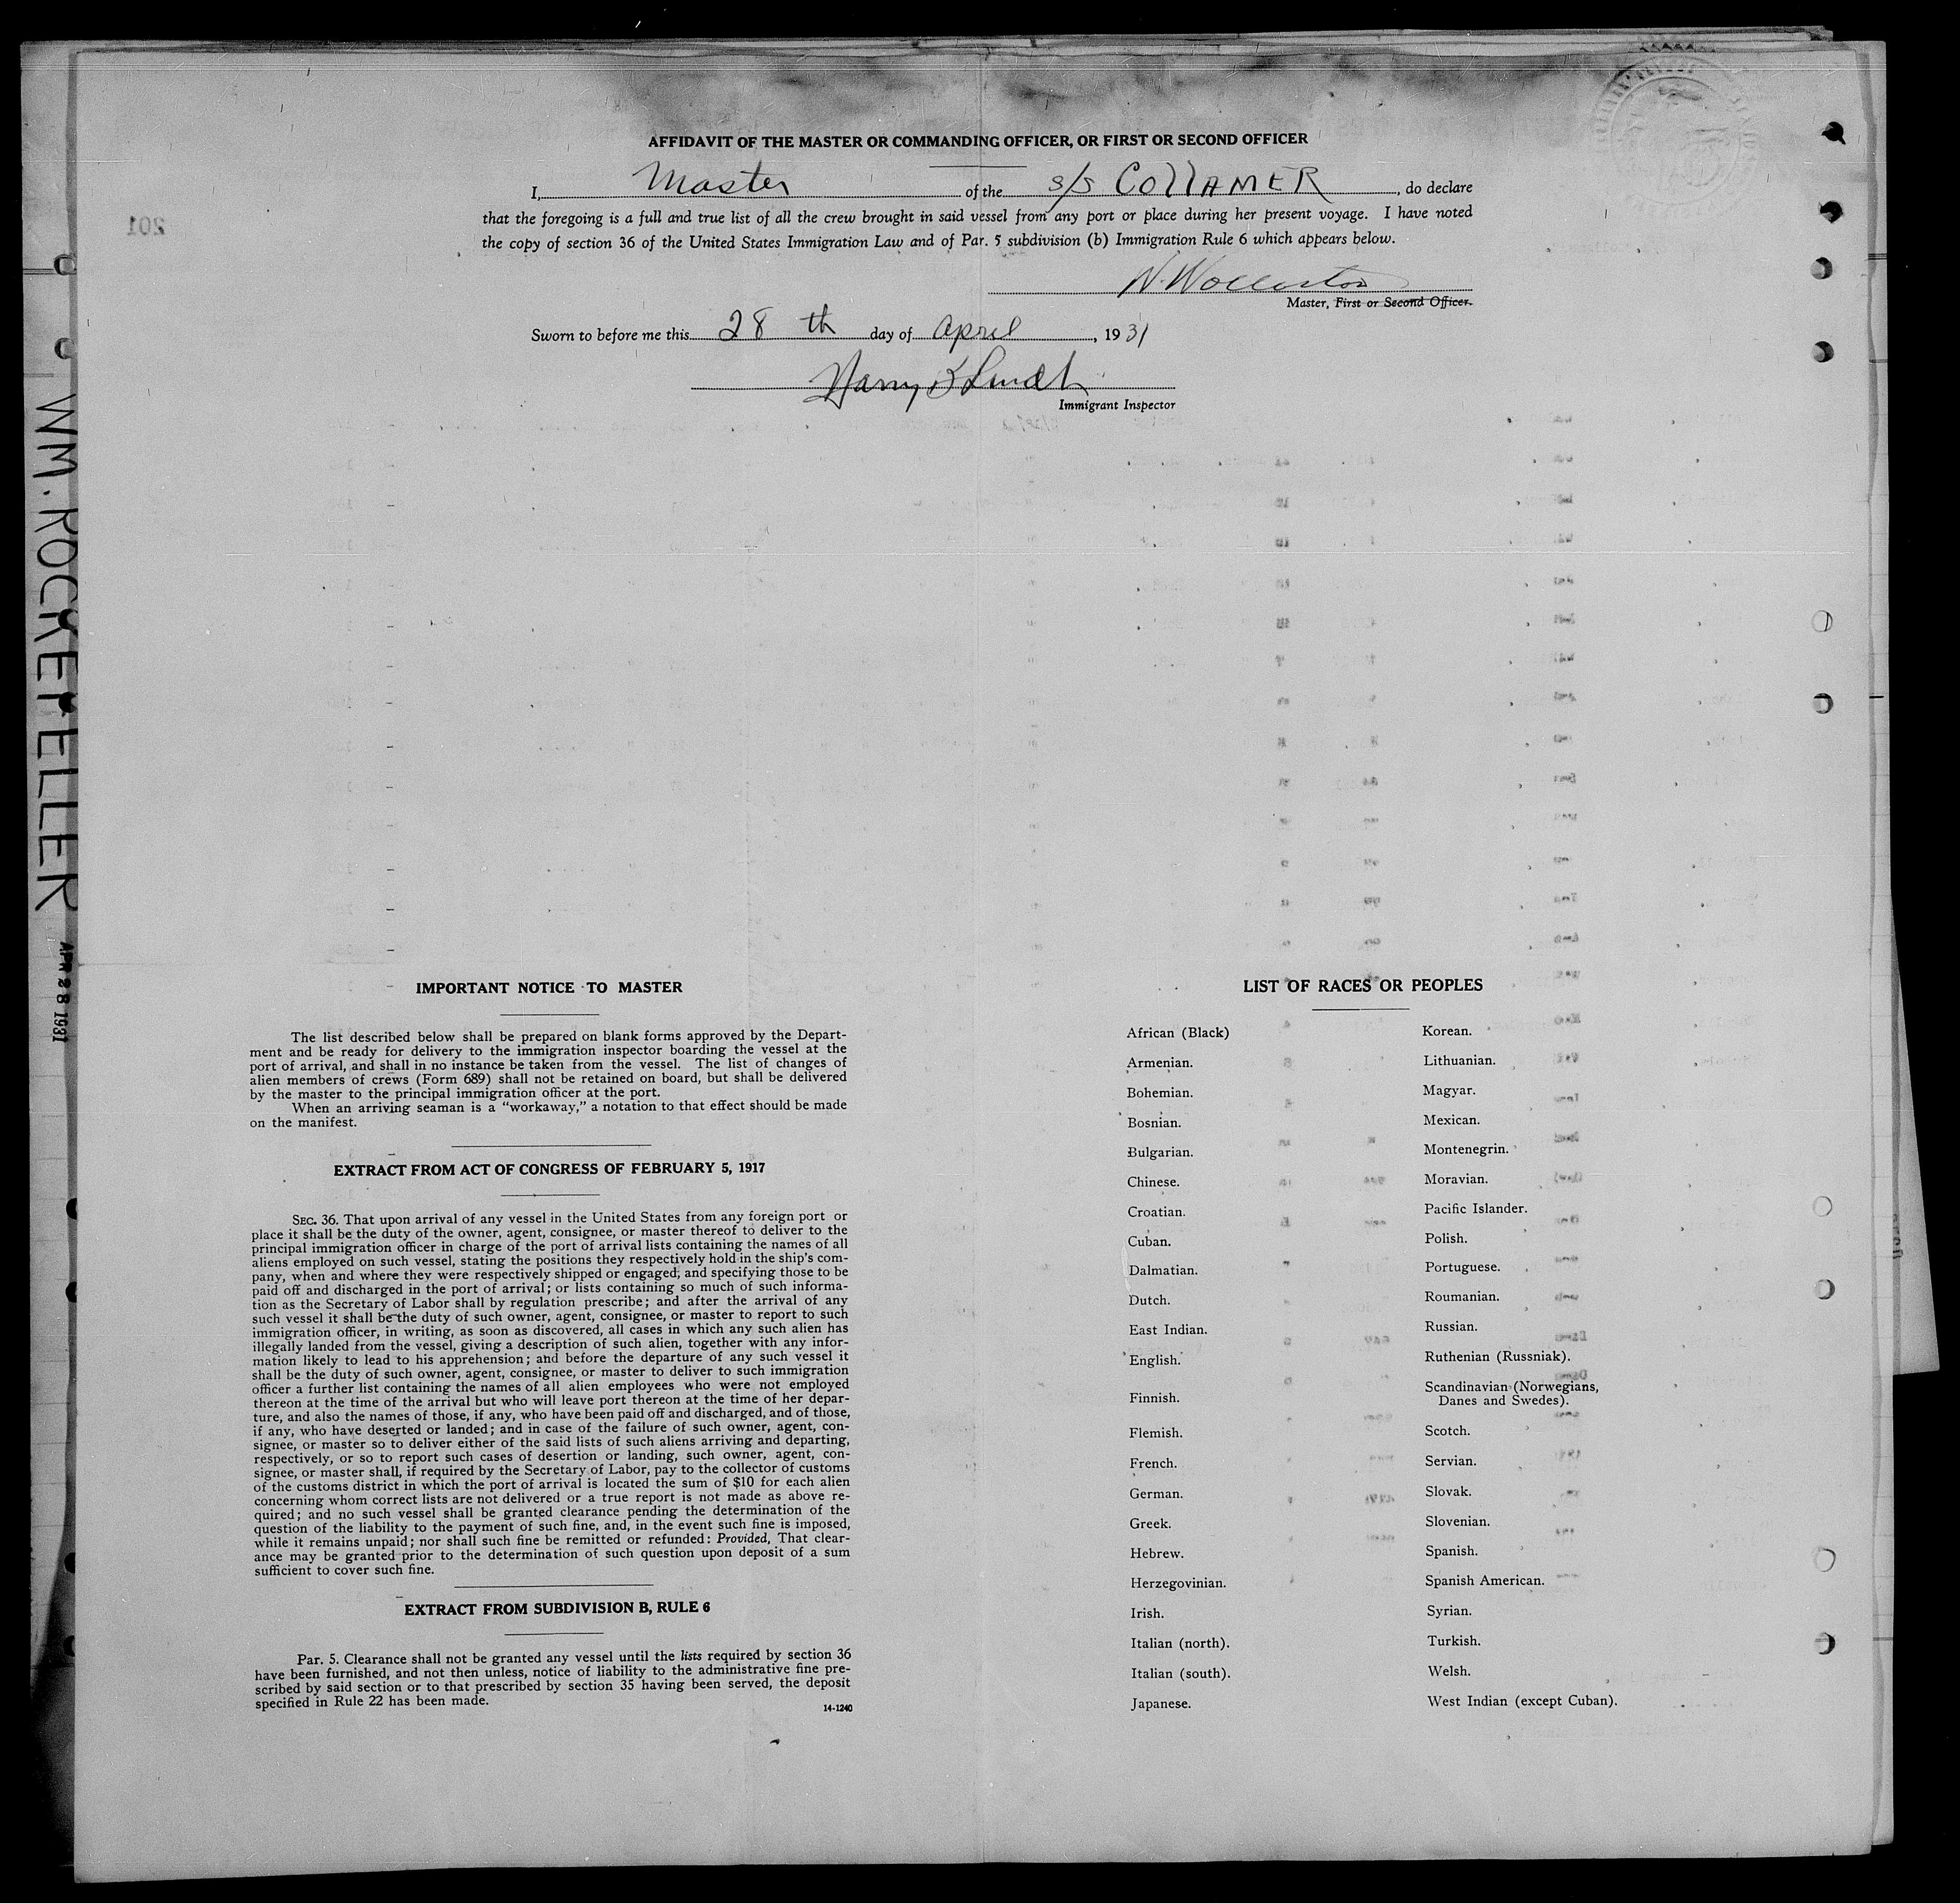 AFFIDAVIT OF THE MASTER OR COMMANDING OFFICER, OR FIRST OR SECOND OFFICER
I, Master of the s/s COllAMER, do declare
that the foregoing is a full and true list of all the crew brought in said vessel from any port or place during her present voyage. I have noted
the copy of section 36 of the United States Immigration Law and of Par. 5 subdivision (b) Immigration Rule 6 which appears below.
Master, First or Second Officer.
Sworn to before me this 28 th day of april, 1931
Harry
Immigrant Inspector
201
WM. ROCKEFELLER
APR 28 1931
IMPORTANT NOTICE TO MASTER
The list described below shall be prepared on blank forms approved by the Depart-
ment and be ready for delivery to the immigration inspector boarding the vessel at the
port of arrival, and shall in no instance be taken from the vessel. The list of changes of
alien members of crews (Form 689) shall not be retained on board, but shall be delivered
by the master to the principal immigration officer at the port.
When an arriving seaman is a “workaway,” a notation to that effect should be made
on the manifest.
EXTRACT FROM ACT OF CONGRESS OF FEBRUARY 5, 1917
SEC. 36. That upon arrival of any vessel in the United States from any foreign port or
place it shall be the duty of the owner, agent, consignee, or master thereof to deliver to the
principal immigration officer in charge of the port of arrival lists containing the names of all
aliens employed on such vessel, stating the positions they respectively hold in the ship's com-
pany, when and where they were respectively shipped or engaged, and specifying those to be
paid off and discharged in the port of arrival; or lists containing so much of such informa-
tion as the Secretary of Labor shall by regulation prescribe; and after the arrival of any
such vessel it shall be the duty of such owner, agent, consignee, or master to report to such
immigration officer, in writing, as soon as discovered, all cases in which any such alien has
illegally landed from the vessel, giving a description of such alien, together with any infor-
mation likely to lead to his apprehension; and before the departure of any such vessel it
shall be the duty of such owner, agent, consignee, or master to deliver to such immigration
officer a further list containing the names of all alien employees who were not employed
thereon at the time of the arrival but who will leave port thereon at the time of her depar-
ture, and also the names of those, if any, who have been paid off and discharged, and of those,
if any, who have deserted or landed; and in case of the failure of such owner, agent, con-
signee, or master so to deliver either of the said lists of such aliens arriving and departing,
respectively, or so to report such cases of desertion or landing, such owner, agent, con-
signee, or master shall, if required by the Secretary of Labor, pay to the collector of customs
of the customs district in which the port of arrival is located the sum of $10 for each alien
concerning whom correct lists are not delivered or a true report is not made as above re-
quired; and no such vessel shall be granted clearance pending the determination of the
question of the liability to the payment of such fine, and, in the event such fine is imposed,
while it remains unpaid; nor shall such fine be remitted or refunded: Provided, That clear-
ance may be granted prior to the determination of such question upon deposit of a sum
sufficient to cover such fine.
EXTRACT FROM SUBDIVISION B, RULE 6
Par. 5. Clearance shall not be granted any vessel until the lists required by section 36
have been furnished, and not then unless, notice of liability to the administrative fine pre-
scribed by said section or to that prescribed by section 35 having been served, the deposit
specified in Rule 22 has been made.
14-1240
LIST OF RACES OR PEOPLES
African (Black)
Armenian.
Bohemian.
Bosnian.
Bulgarian.
Chinese.
Croatian.
Cuban.
Dalmatian.
Dutch.
East Indian.
English.
Finnish.
Flemish.
French.
German.
Greek.
Hebrew.
Herzegovinian.
Irish.
Italian (north).
Italian (south).
Japanese.
Korean.
Lithuanian.
Magyar.
Mexican.
Montenegrin.
Moravian.
Pacific Islander.
Polish.
Portuguese.
Roumanian.
Russian.
Ruthenian (Russniak).
Scandinavian (Norwegians,
Danes and Swedes).
Scotch.
Servian.
Slovak.
Slovenian.
Spanish.
Spanish American.
Syrian.
Turkish.
Welsh.
West Indian (except Cuban).